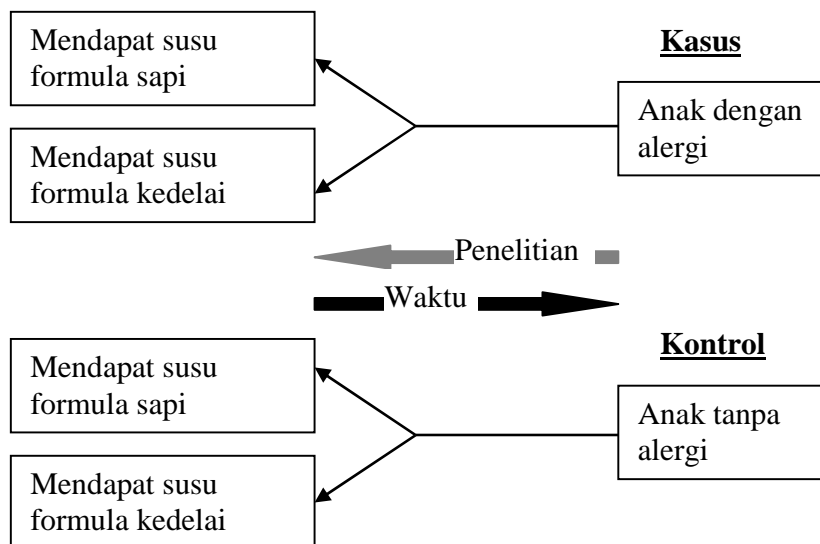 Mendapat susu
formula sapi
Kasus
Anak dengan
alergi
Mendapat susu
formula kedelai
Penelitian
Waktu
Kontrol
Mendapat susu
formula sapi
Anak tanpa
alergi
Mendapat susu
formula kedelai